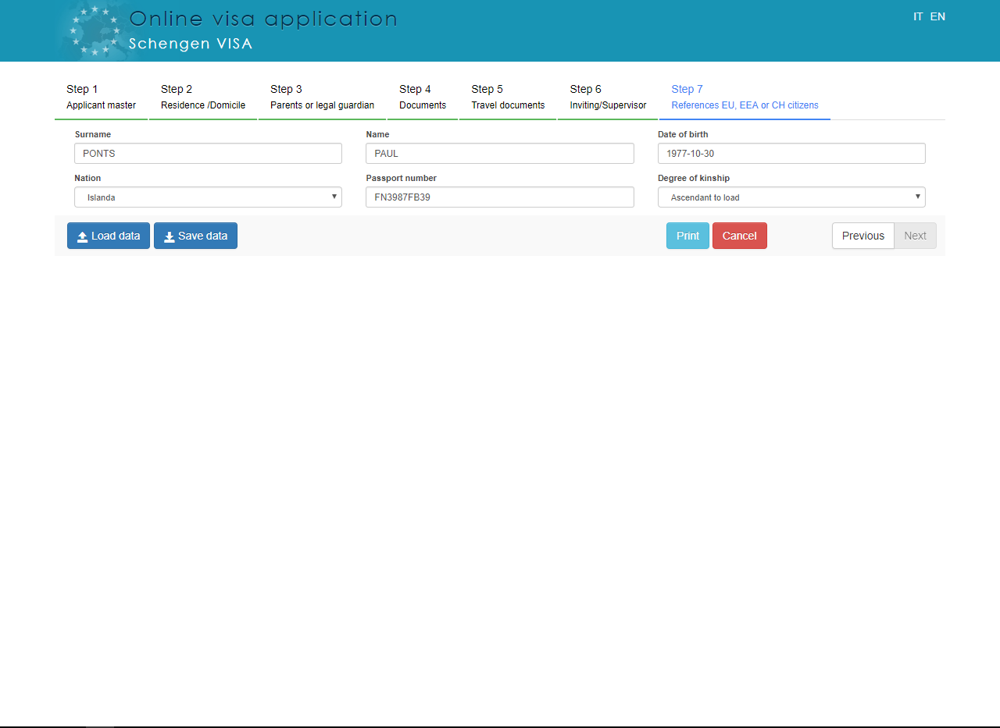 Online visa application
IT EN
Schengen VISA
Step 1
Applicant master
Step 2
Residence /Domicile
Step 3
Parents or legal guardian
Step 4
Documents
Step 5
Travel documents
Step 6
Inviting/Supervisor
Step 7
References EU, EEA or CH citizens
Surname
PONTS
Name
PAUL
Date of birth
1977-10-30
Nation
Islanda
Passport number
FN3987FB39
Degree of kinship
Ascendant to load
Load data
Save data
Print
Cancel
Previous
Next